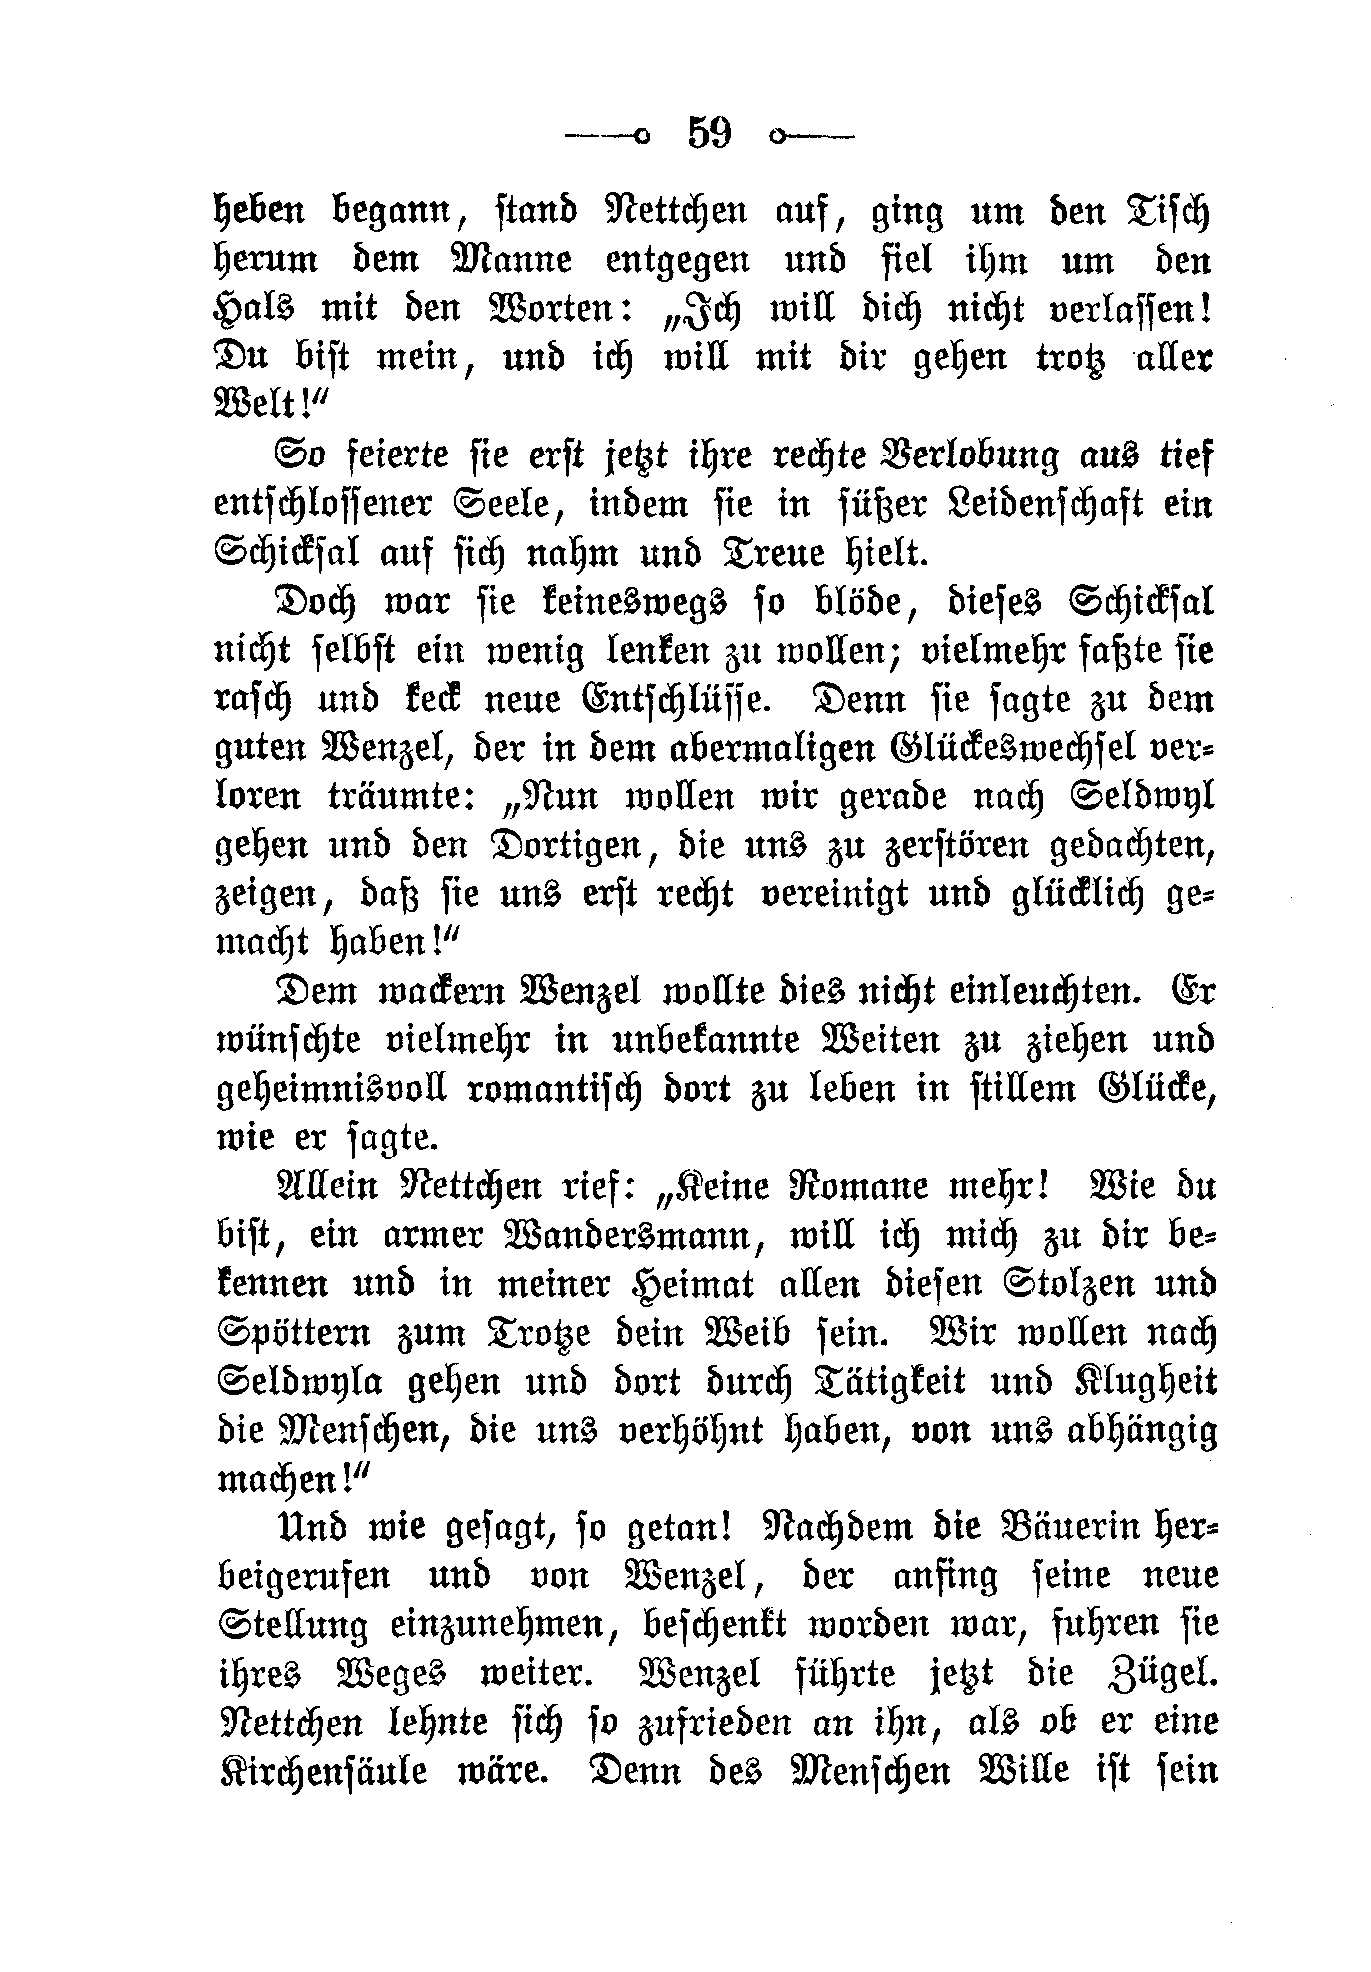 59
heben begann, stand Nettchen auf, ging um den Tisch
herum dem Manne entgegen und fiel ihm um den
Hals mit den Worten: „Ich will dich nicht verlassen!
Du bist mein, und ich will mit dir gehen trotz aller
Welt!“
So feierte sie erst jetzt ihre rechte Verlobung aus tief
entschlossener Seele, indem sie in süßer Leidenschaft ein
Schicksal auf sich nahm und Treue hielt.
Doch war sie keineswegs so blöde, dieses Schicksal
nicht selbst ein wenig lenken zu wollen; vielmehr faßte sie
rasch und keck neue Entschlüsse. Denn sie sagte zu dem
guten Wenzel, der in dem abermaligen Glückeswechsel ver-
loren träumte: „Nun wollen wir gerade nach Seldwyl
gehen und den Dortigen, die uns zu zerstören gedachten,
zeigen, daß sie uns erst recht vereinigt und glücklich ge-
macht haben!“
Dem wackern Wenzel wollte dies nicht einleuchten. Er
wünschte vielmehr in unbekannte Weiten zu ziehen und
geheimnisvoll romantisch dort zu leben in stillem Glücke,
wie er sagte.
Allein Nettchen rief: „Keine Romane mehr! Wie du
bist, ein armer Wandersmann, will ich mich zu dir be-
kennen und in meiner Heimat allen diesen Stolzen und
Spöttern zum Trotze dein Weib sein. Wir wollen nach
Seldwyla gehen und dort durch Tätigkeit und Klugheit
die Menschen, die uns verhöhnt haben, von uns abhängig
machen!“
Und wie gesagt, so getan! Nachdem die Bäuerin her-
beigerufen und von Wenzel, der anfing seine neue
Stellung einzunehmen, beschenkt worden war, fuhren sie
ihres Weges weiter. Wenzel führte jetzt die Zügel.
Nettchen lehnte sich so zufrieden an ihn, als ob er eine
Kirchensäule wäre. Denn des Menschen Wille ist sein